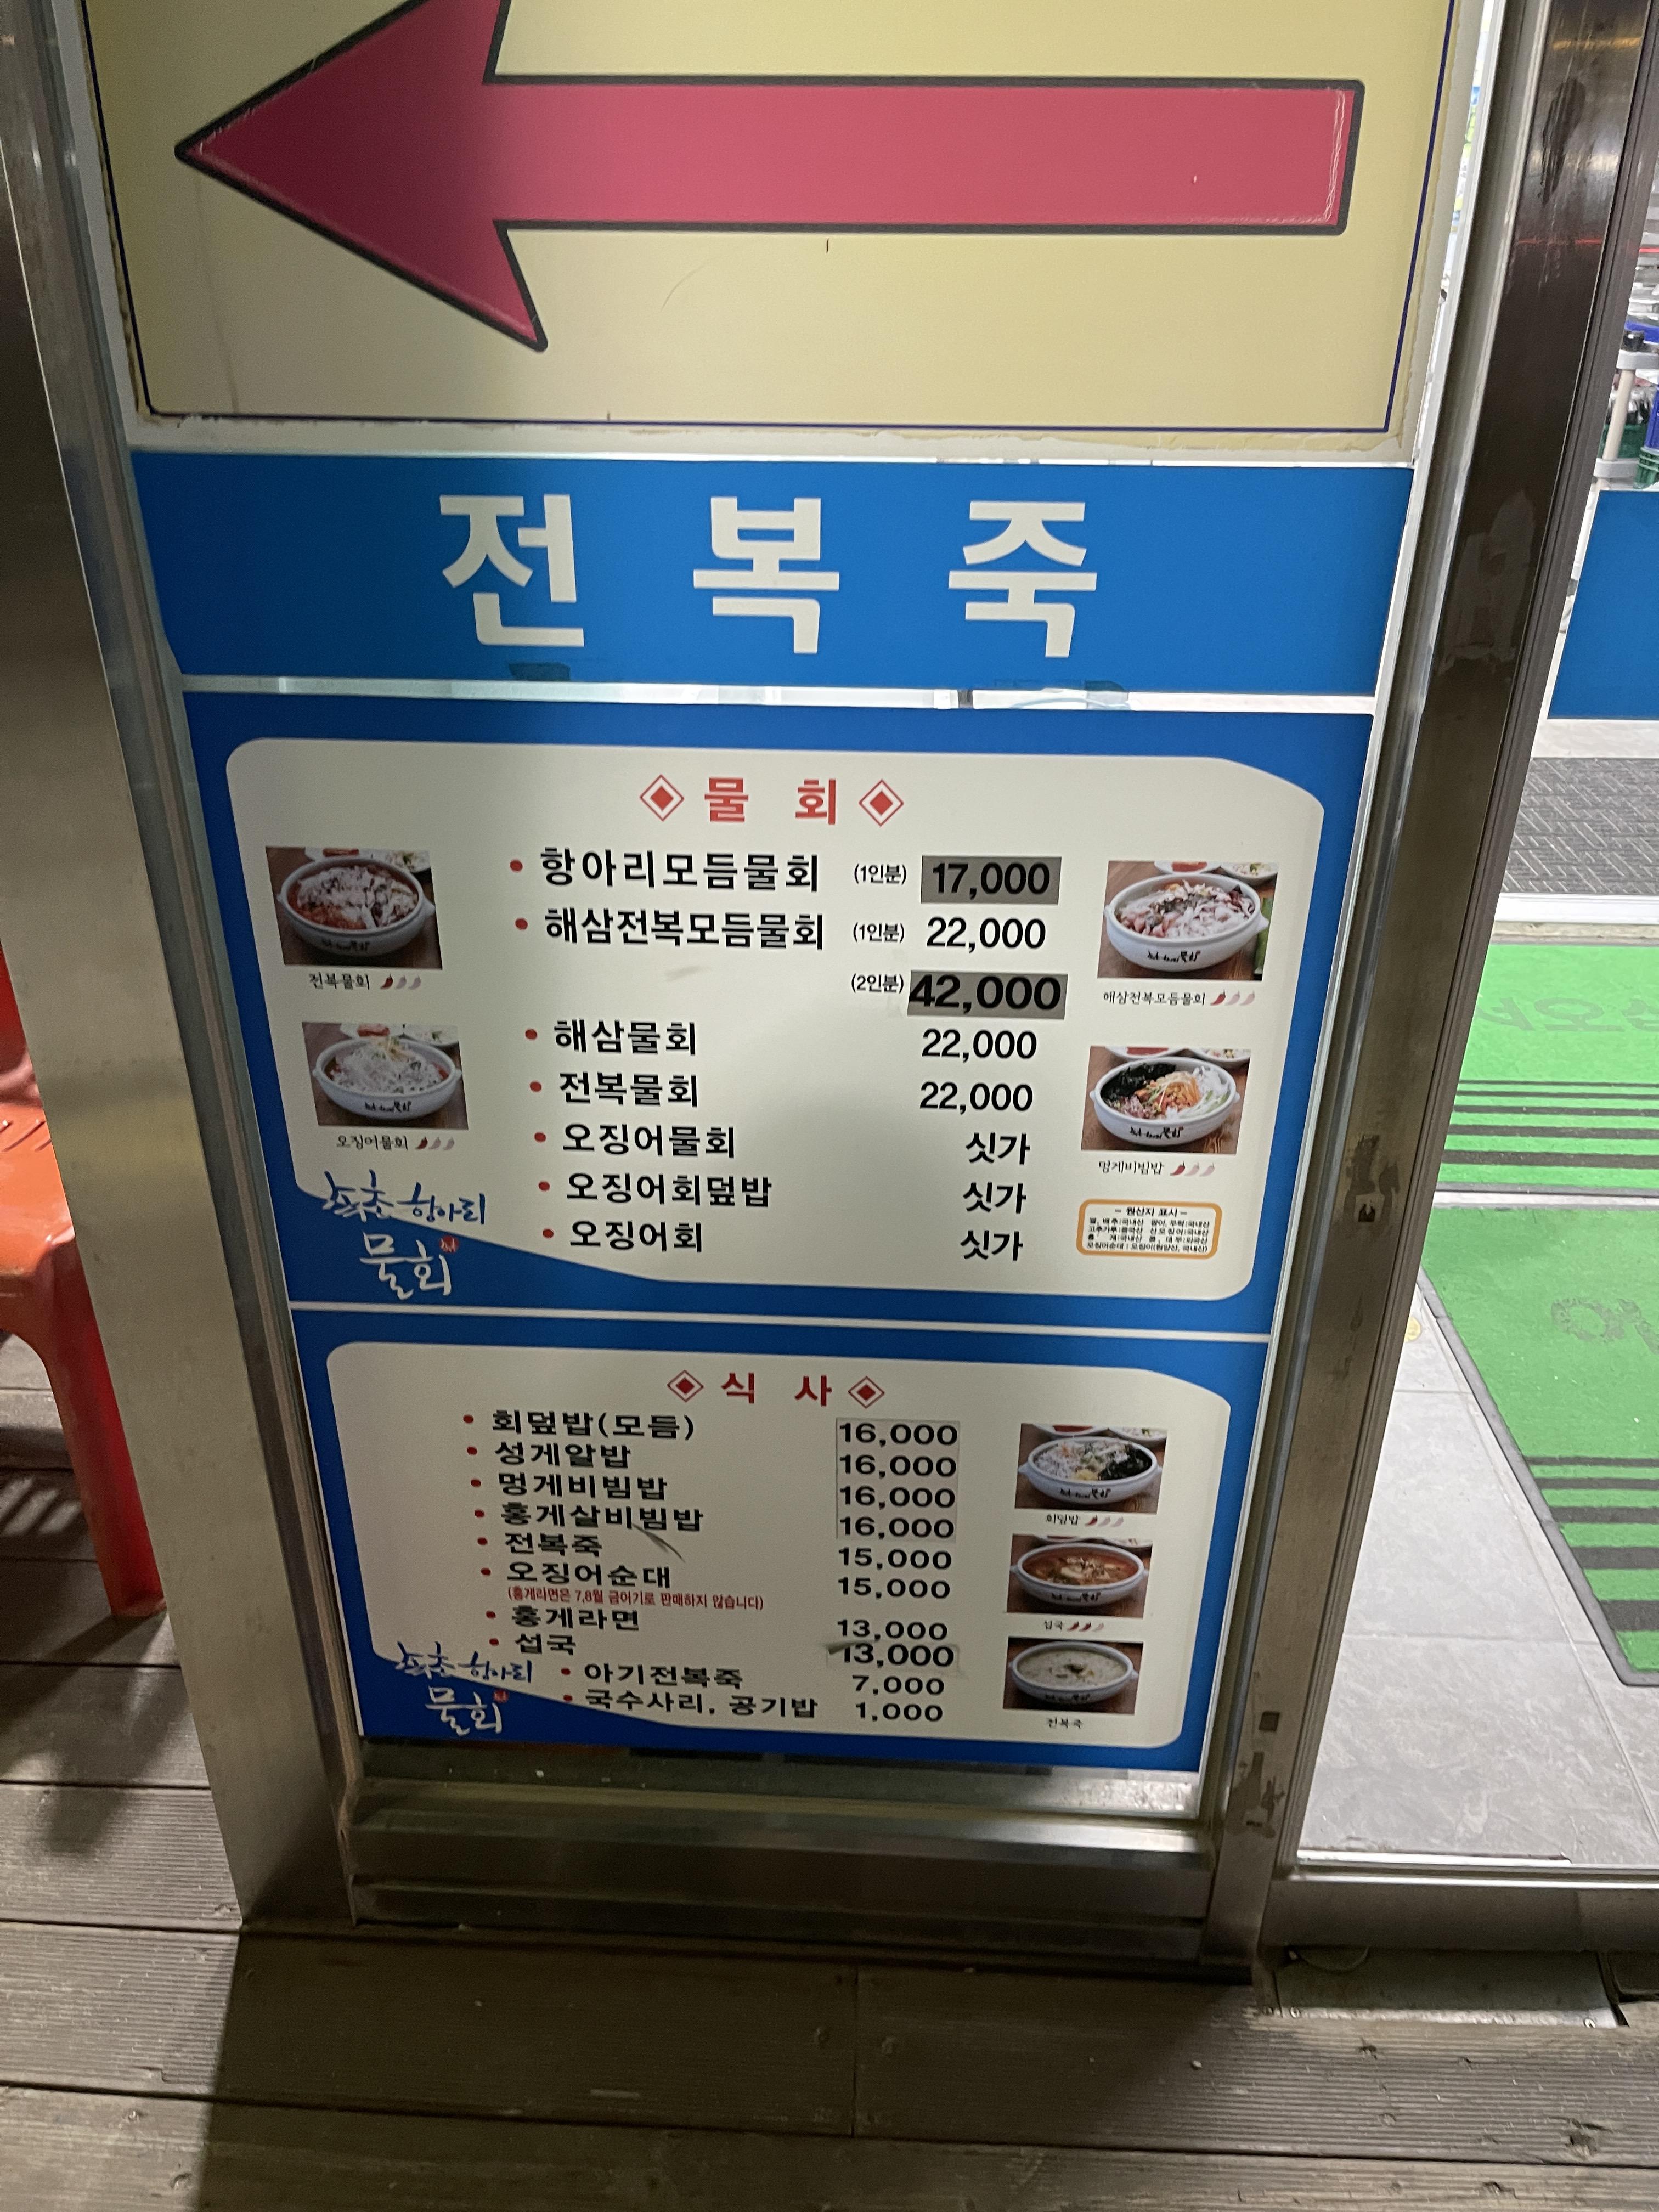 전 복 죽
물 회
항아리모듬물회 (1인분) 17,000
해삼전복모듬물회 (1인분) 22,000
(2인분) 42,000
해삼물회 22,000
전복물회 22,000
오징어물회 싯가
오징어회덮밥 싯가
오징어회 싯가
전복물회
오징어물회
해삼전복모듬물회
멍게비빔밥
속초 항아리
물회
- 원산지 표시 -
식 사
회덮밥(모듬) 16,000
성게알밥 16,000
멍게비빔밥 16,000
홍게살비빔밥 16,000
전복죽 15,000
오징어순대 15,000
(홍게라면은 7,8월 금어기로 판매하지 않습니다)
홍게라면 13,000
섭국 13,000
아기전복죽 7,000
국수사리, 공기밥 1,000
회덮밥
섭국
전복죽
속초 항아리
물회